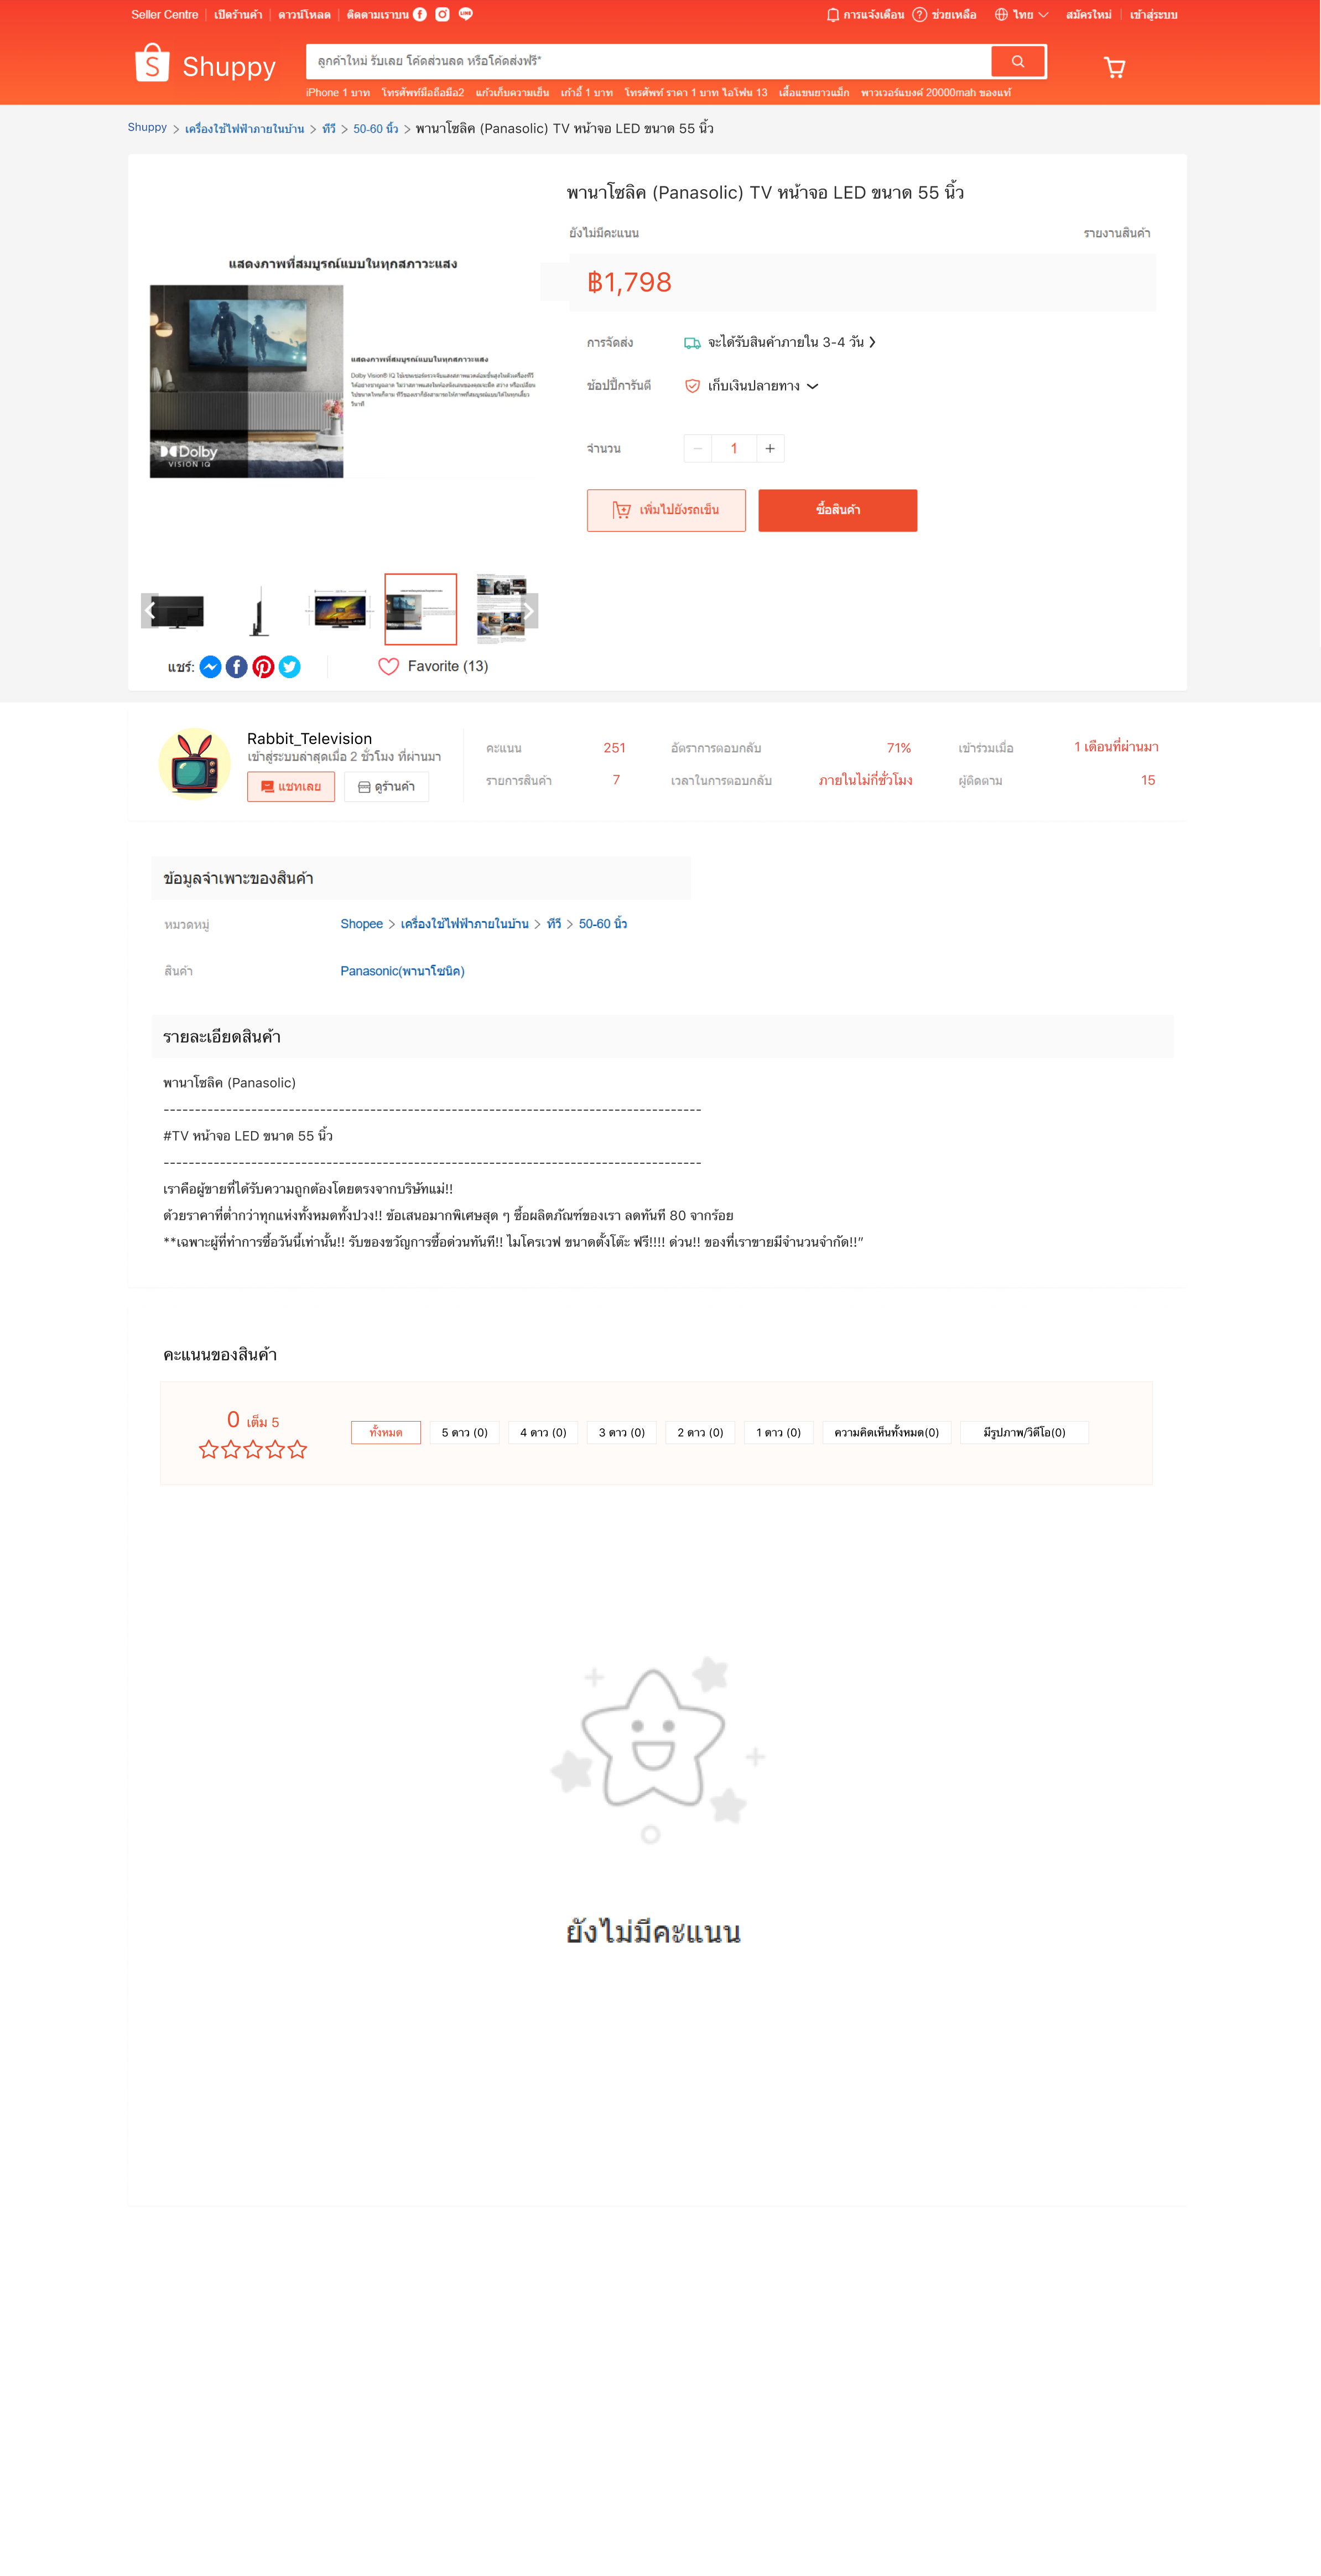 Seller Centre | เปิดร้านค้า | ดาวน์โหลด | ติดตามเราบน
การแจ้งเตือน ช่วยเหลือ ไทย สมัครใหม่ | เข้าสู่ระบบ
Shuppy
ลูกค้าใหม่ รับเลย โค้ดส่วนลด หรือโค้ดส่งฟรี*
iPhone 1 บาท โทรศัพท์มือถือมือ2 แก้วเก็บความเย็น เก้าอี้ 1 บาท โทรศัพท์ ราคา 1 บาท ไอโฟน 13 เสื้อแขนยาวแม็ก พาวเวอร์แบงค์ 20000mah ของแท้
Shuppy > เครื่องใช้ไฟฟ้าภายในบ้าน > ทีวี > 50-60 นิ้ว > พานาโซลิค (Panasolic) TV หน้าจอ LED ขนาด 55 นิ้ว
พานาโซลิค (Panasolic) TV หน้าจอ LED ขนาด 55 นิ้ว
ยังไม่มีคะแนน รายงานสินค้า
฿1,798
แสดงภาพที่สมบูรณ์แบบในทุกสภาวะแสง
แสดงภาพที่สมบูรณ์แบบในทุกสภาวะแสง
Dolby
VISION IQ
การจัดส่ง จะได้รับสินค้าภายใน 3-4 วัน
ช้อปปี้การันตี เก็บเงินปลายทาง
จำนวน 1
เพิ่มไปยังรถเข็น ซื้อสินค้า
แชร์: Favorite (13)
Rabbit_Television
เข้าสู่ระบบล่าสุดเมื่อ 2 ชั่วโมง ที่ผ่านมา
แชทเลย ดูร้านค้า
คะแนน 251 อัตราการตอบกลับ 71% เข้าร่วมเมื่อ 1 เดือนที่ผ่านมา
รายการสินค้า 7 เวลาในการตอบกลับ ภายในไม่กี่ชั่วโมง ผู้ติดตาม 15
ข้อมูลจำเพาะของสินค้า
หมวดหมู่ Shopee > เครื่องใช้ไฟฟ้าภายในบ้าน > ทีวี > 50-60 นิ้ว
สินค้า Panasonic(พานาโซนิค)
รายละเอียดสินค้า
พานาโซลิค (Panasolic)
--------------------------------------------------------------------------------------
#TV หน้าจอ LED ขนาด 55 นิ้ว
--------------------------------------------------------------------------------------
เราคือผู้ขายที่ได้รับความถูกต้องโดยตรงจากบริษัทแม่!!
ด้วยราคาที่ต่ำกว่าทุกแห่งทั้งหมดทั้งปวง!! ข้อเสนอมากพิเศษสุด ๆ ซื้อผลิตภัณฑ์ของเรา ลดทันที 80 จากร้อย
**เฉพาะผู้ที่ทำการซื้อวันนี้เท่านั้น!! รับของขวัญการซื้อด่วนทันที!! ไมโครเวฟ ขนาดตั้งโต๊ะ ฟรี!!!! ด่วน!! ของที่เราขายมีจำนวนจำกัด!!”
คะแนนของสินค้า
0 เต็ม 5
ทั้งหมด 5 ดาว (0) 4 ดาว (0) 3 ดาว (0) 2 ดาว (0) 1 ดาว (0) ความคิดเห็นทั้งหมด(0) มีรูปภาพ/วิดีโอ(0)
ยังไม่มีคะแนน